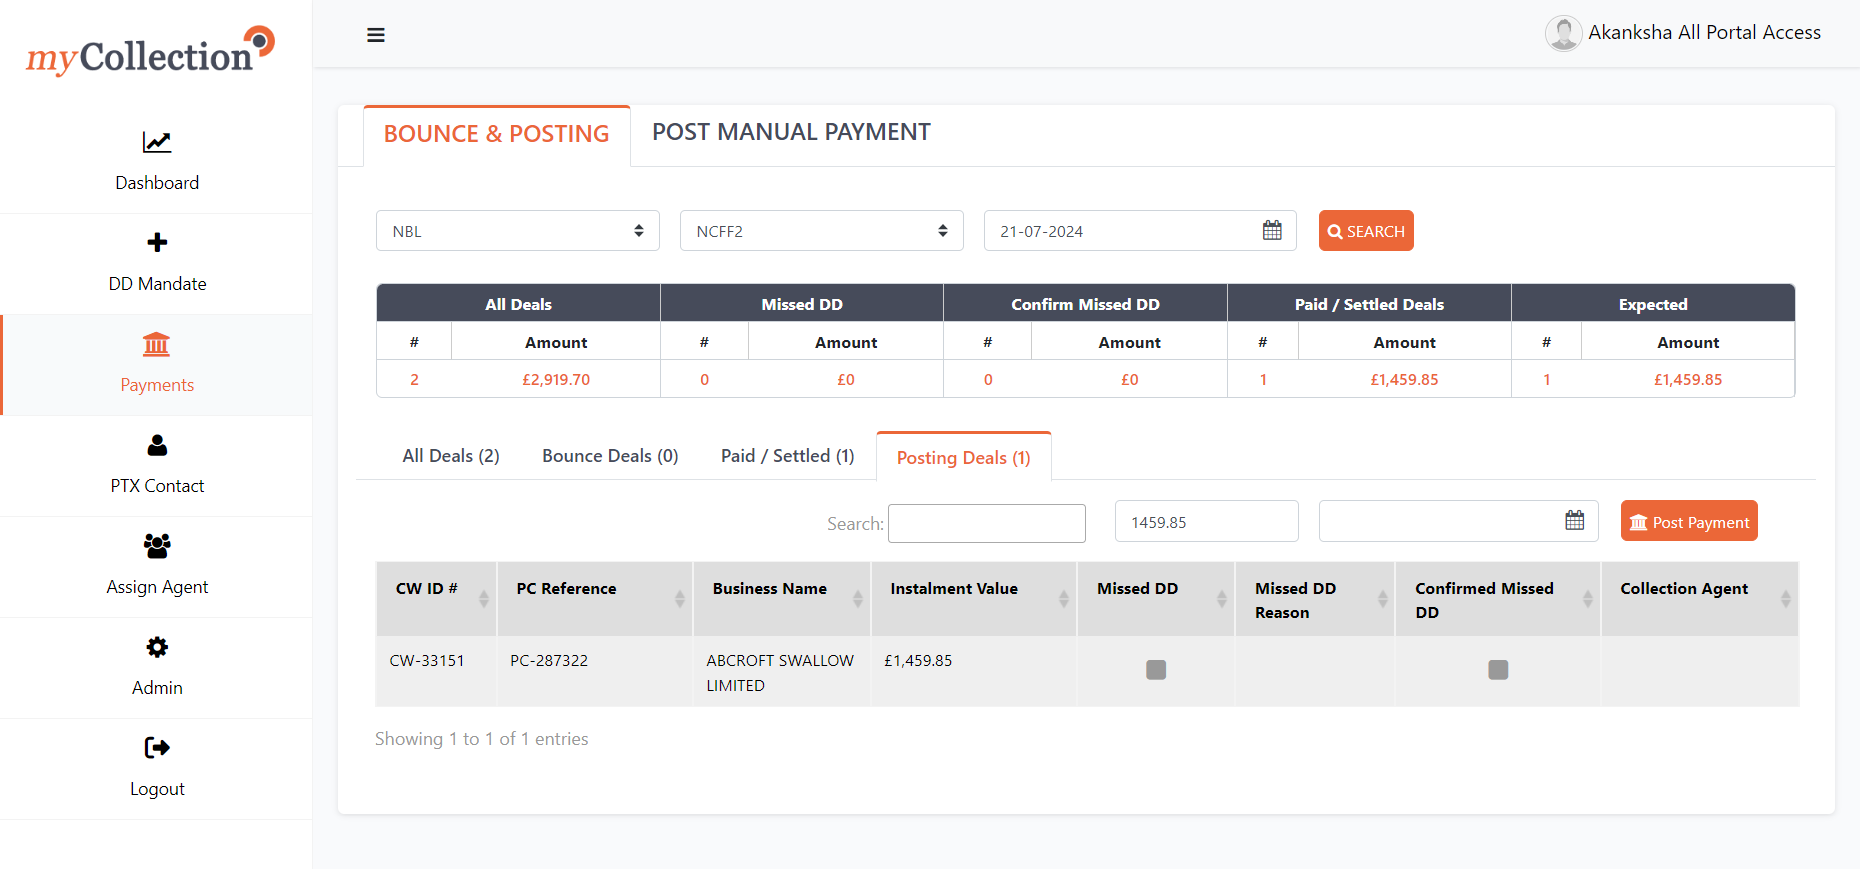 myCollection
Akanksha All Portal Access
Dashboard
DD Mandate
Payments
PTX Contact
Assign Agent
Admin
Logout
BOUNCE & POSTING POST MANUAL PAYMENT
NBL NCFF2 21-07-2024 SEARCH
All Deals Missed DD Confirm Missed DD Paid / Settled Deals Expected
# Amount # Amount # Amount # Amount # Amount
2 £2,919.70 0 £0 0 £0 1 £1,459.85 1 £1,459.85
All Deals (2) Bounce Deals (0) Paid / Settled (1) Posting Deals (1)
Search: 1459.85 Post Payment
CW ID # PC Reference Business Name Instalment Value Missed DD Missed DD Reason Confirmed Missed DD Collection Agent
CW-33151 PC-287322 ABCROFT SWALLOW LIMITED £1,459.85
Showing 1 to 1 of 1 entries